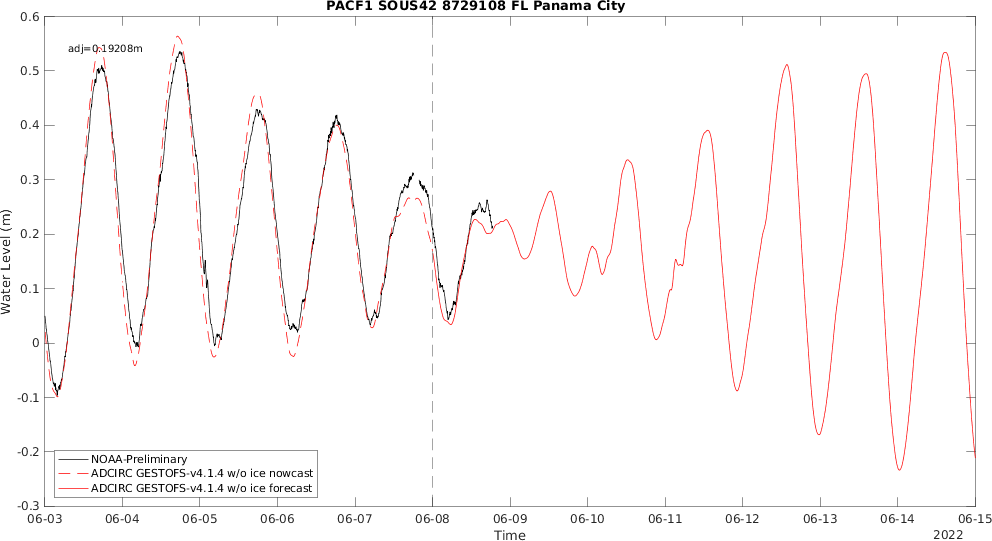 PACF1 SOUS42 8729108 FL Panama City
adj=0.19208m
Water Level (m)
0.6
0.5
0.4
0.3
0.2
0.1
0
-0.1
-0.2
-0.3
NOAA-Preliminary
ADCIRC GESTOFS-v4.1.4 w/o ice nowcast
ADCIRC GESTOFS-v4.1.4 w/o ice forecast
06-03 06-04 06-05 06-06 06-07 06-08 06-09 06-10 06-11 06-12 06-13 06-14 06-15
Time
2022